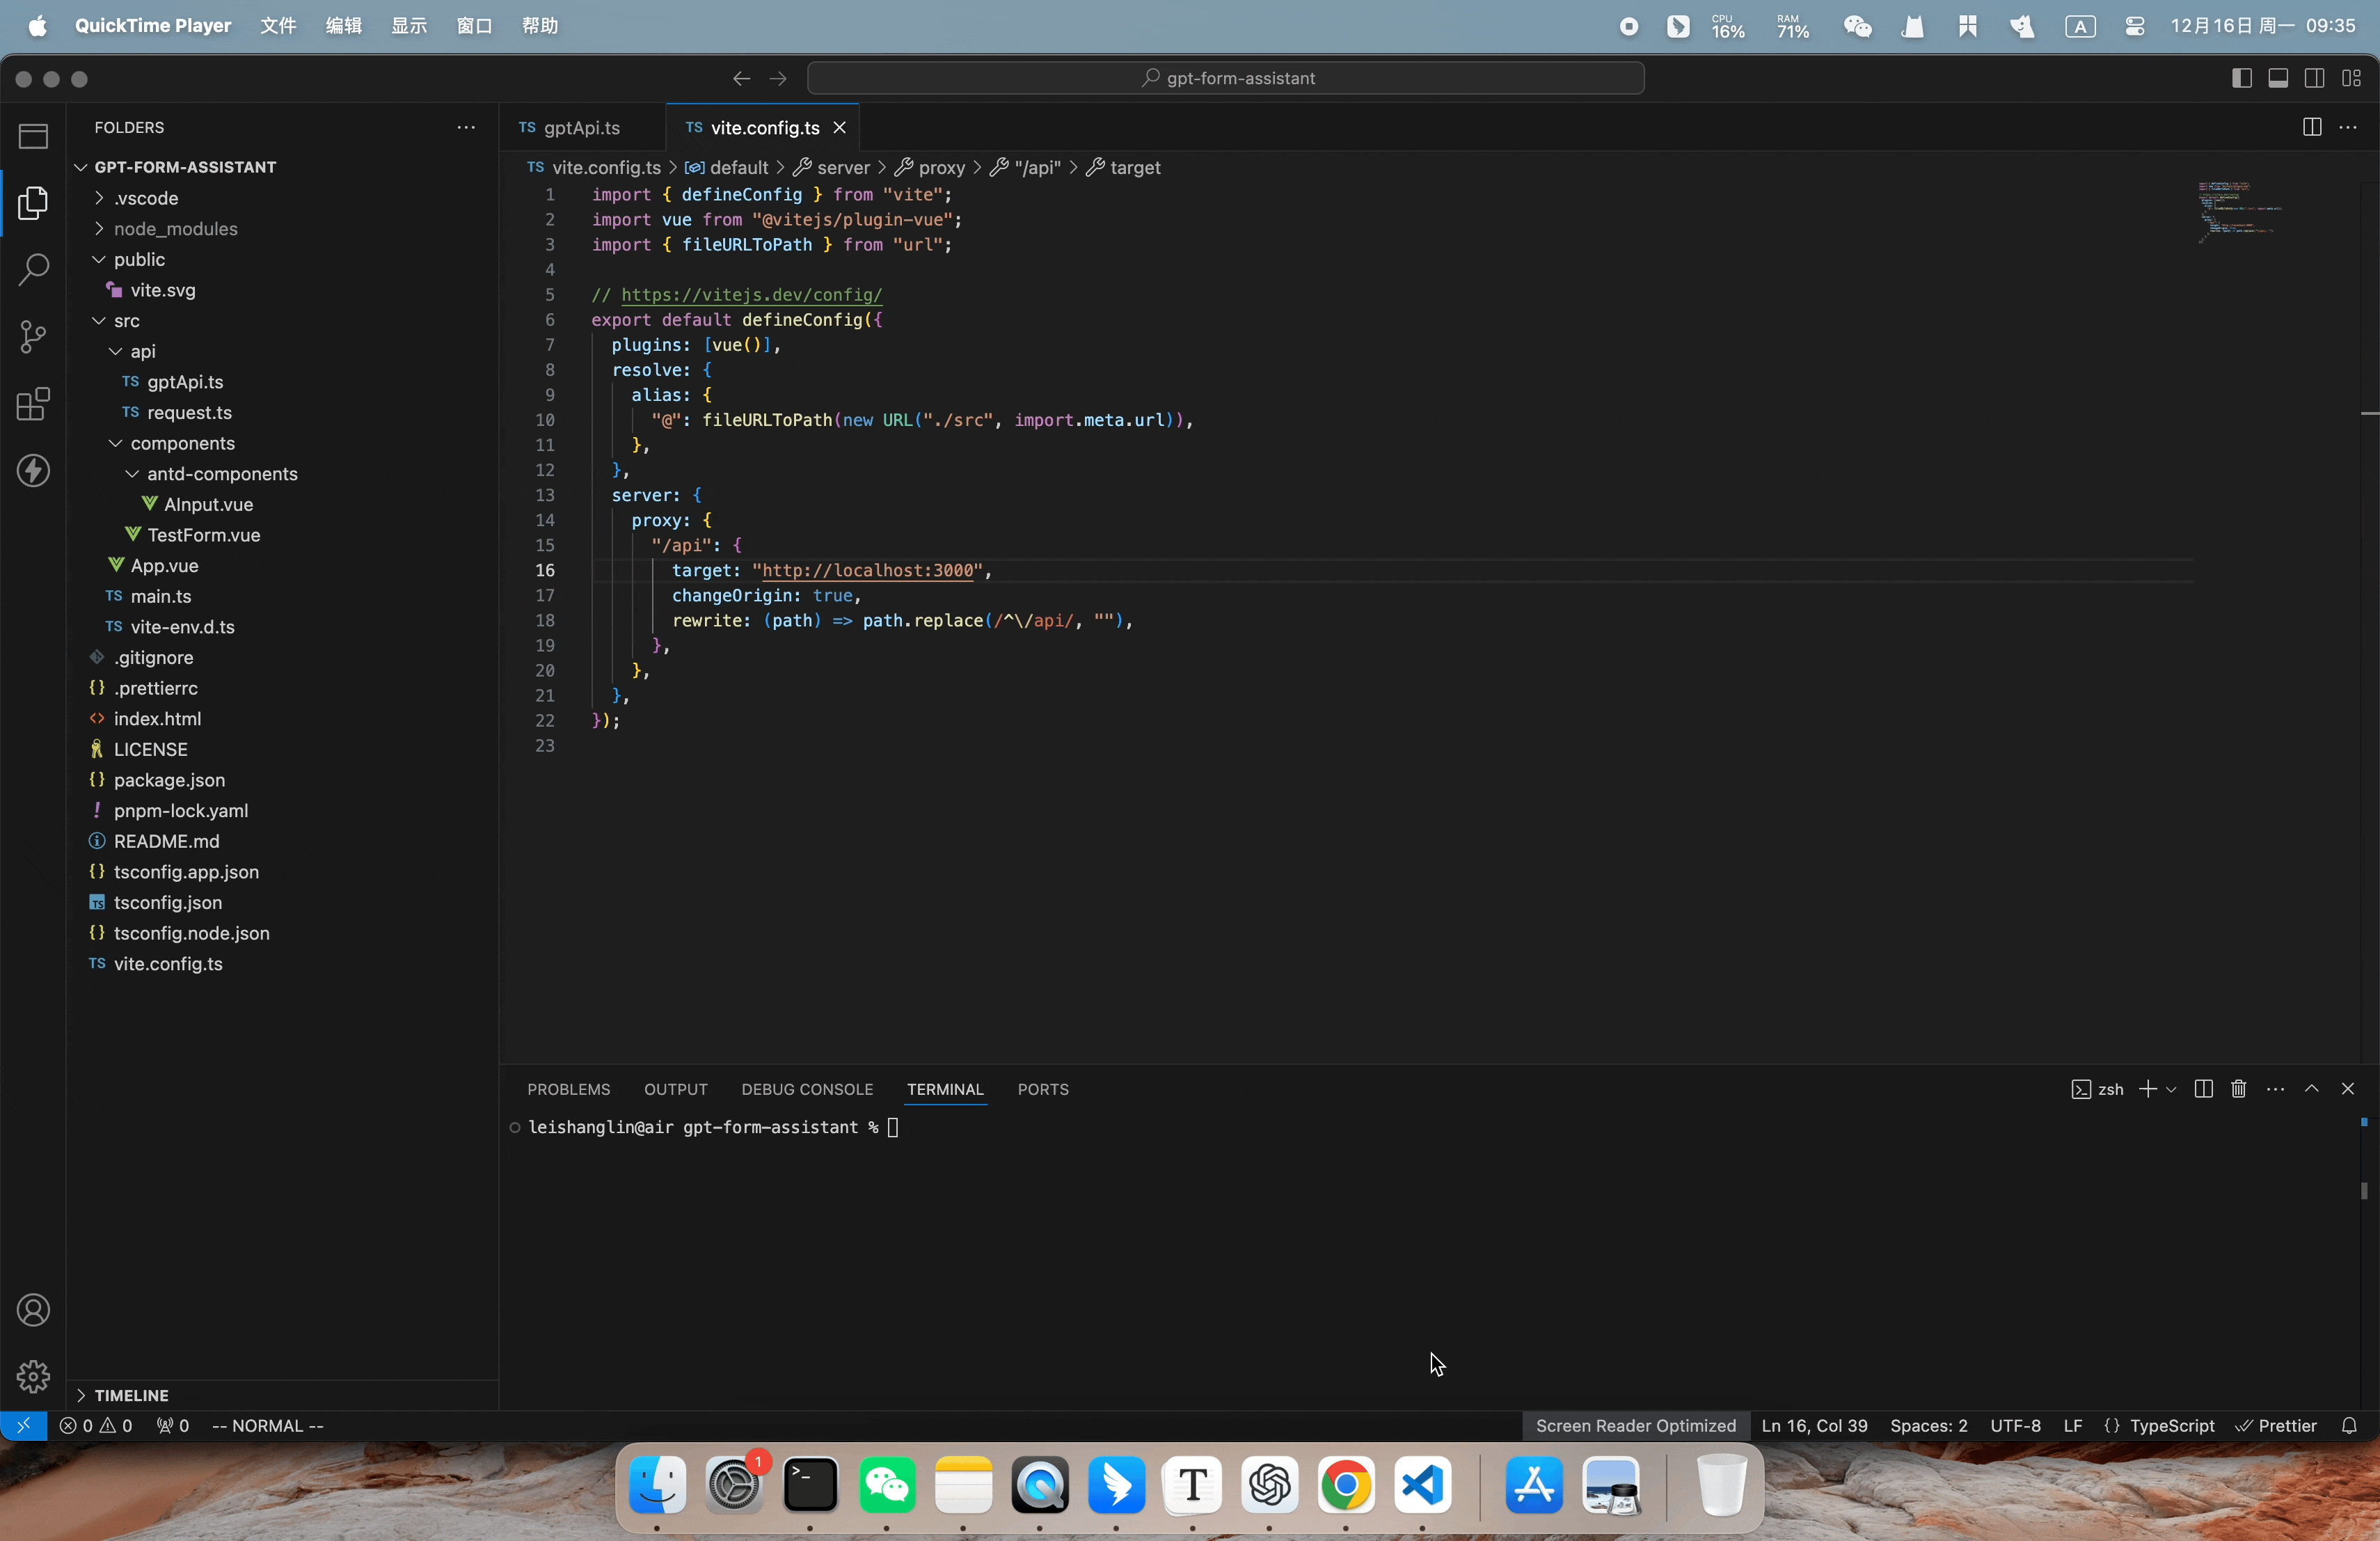 QuickTime Player 文件 编辑 显示 窗口 帮助 CPU 16% RAM 71% A 12月16日 周一 09:35
gpt-form-assistant
FOLDERS
GPT-FORM-ASSISTANT
.vscode
node_modules
public
vite.svg
src
api
TS gptApi.ts
TS request.ts
components
antd-components
AInput.vue
TestForm.vue
App.vue
TS main.ts
TS vite-env.d.ts
.gitignore
{} .prettierrc
<> index.html
LICENSE
{} package.json
! pnpm-lock.yaml
README.md
{} tsconfig.app.json
TS tsconfig.json
{} tsconfig.node.json
TS vite.config.ts
TIMELINE
TS gptApi.ts TS vite.config.ts
TS vite.config.ts > default > server > proxy > "/api" > target
1 import { defineConfig } from "vite";
2 import vue from "@vitejs/plugin-vue";
3 import { fileURLToPath } from "url";
4
5 // https://vitejs.dev/config/
6 export default defineConfig({
7 plugins: [vue()],
8 resolve: {
9 alias: {
10 "@": fileURLToPath(new URL("./src", import.meta.url)),
11 },
12 },
13 server: {
14 proxy: {
15 "/api": {
16 target: "http://localhost:3000",
17 changeOrigin: true,
18 rewrite: (path) => path.replace(/^\/api/, ""),
19 },
20 },
21 },
22 });
23
PROBLEMS OUTPUT DEBUG CONSOLE TERMINAL PORTS zsh
leishanglin@air gpt-form-assistant %
0 0 0 -- NORMAL -- Screen Reader Optimized Ln 16, Col 39 Spaces: 2 UTF-8 LF {} TypeScript Prettier
1
T